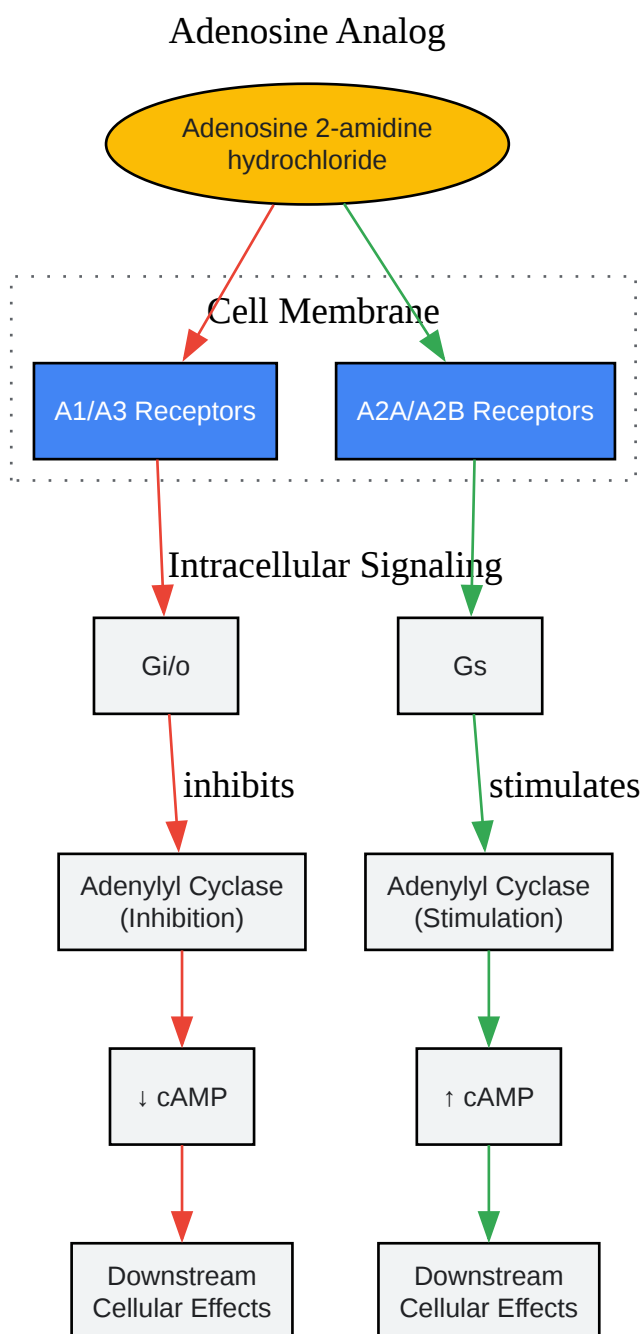 Adenosine Analog
Adenosine 2-amidine
hydrochloride
Cell Membrane
A1/A3 Receptors
A2A/A2B Receptors
Intracellular Signaling
Gi/o
Gs
inhibits
stimulates
Adenylyl Cyclase
(Inhibition)
Adenylyl Cyclase
(Stimulation)
↓ cAMP
↑ cAMP
Downstream
Cellular Effects
Downstream
Cellular Effects